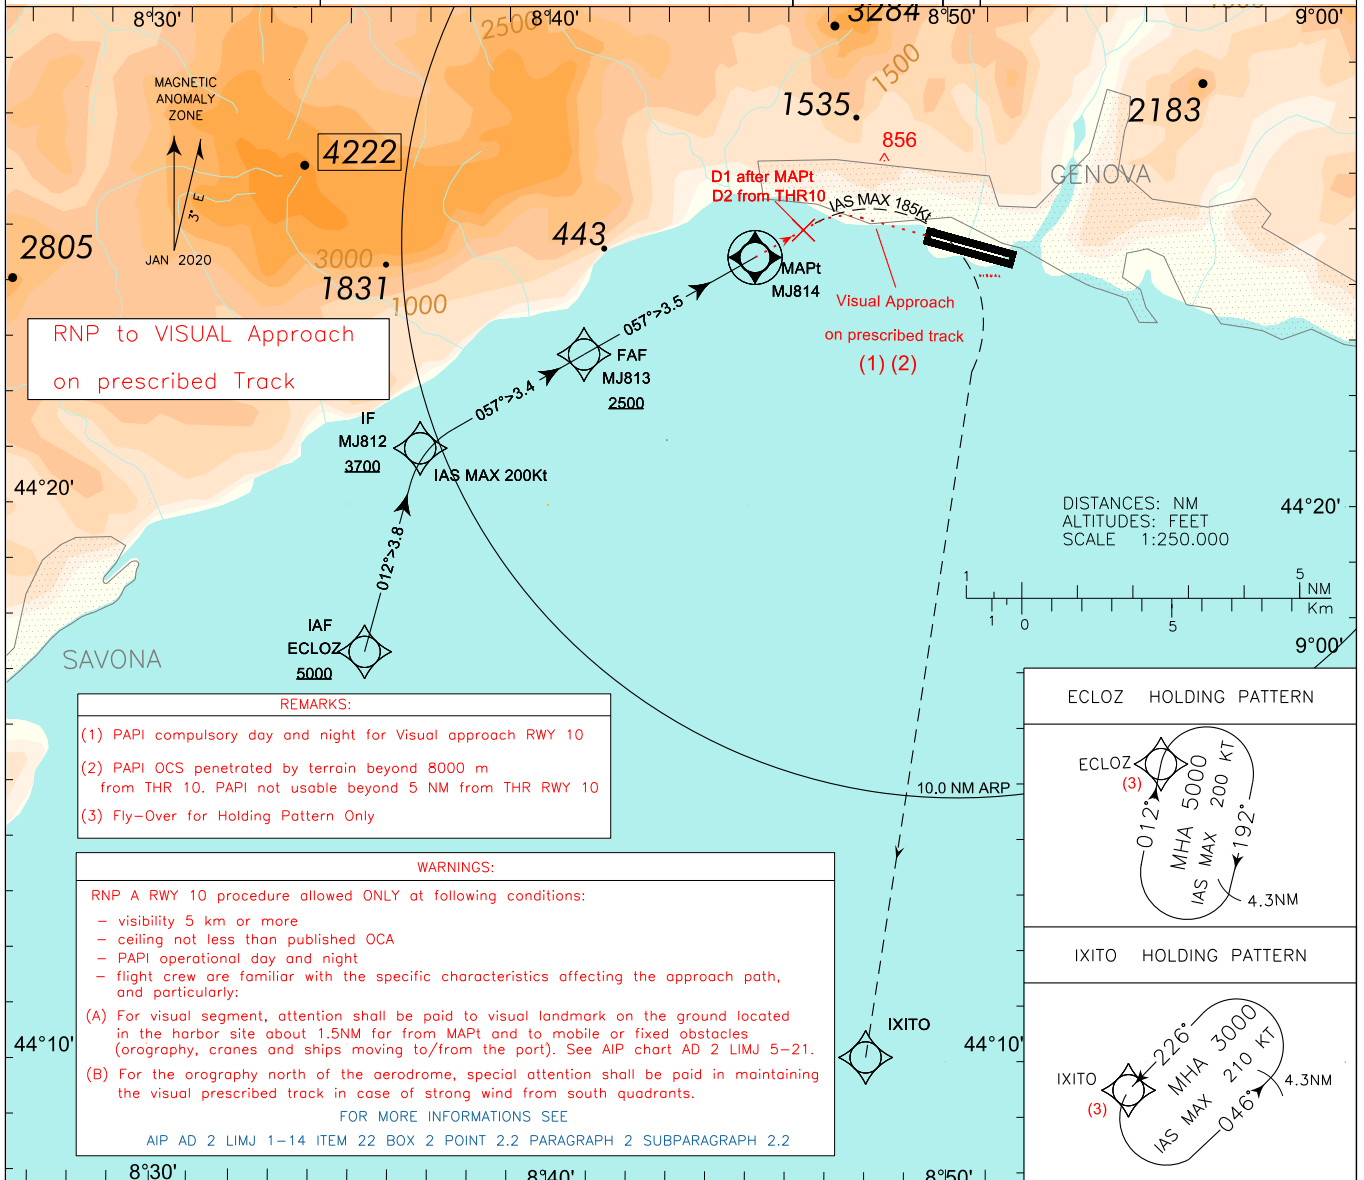 8°30'
8°40'
8°50'
9°00'
2500
3284
1500
MAGNETIC
ANOMALY
ZONE
3° E
JAN 2020
4222
1535
2183
856
GENOVA
D1 after MAPt
D2 from THR10
IAS MAX 185Kt
2805
443
3000
1831
1000
MAPt
MJ814
VISUAL
Visual Approach
on prescribed track
(1) (2)
RNP to VISUAL Approach
on prescribed Track
057°>3.5
FAF
MJ813
2500
057°>3.4
IF
MJ812
3700
IAS MAX 200Kt
44°20'
44°20'
DISTANCES: NM
ALTITUDES: FEET
SCALE 1:250.000
1
5
NM
Km
1
0
5
012°>3.8
IAF
ECLOZ
5000
SAVONA
9°00'
REMARKS:
(1) PAPI compulsory day and night for Visual approach RWY 10
(2) PAPI OCS penetrated by terrain beyond 8000 m
from THR 10. PAPI not usable beyond 5 NM from THR RWY 10
(3) Fly-Over for Holding Pattern Only
10.0 NM ARP
ECLOZ HOLDING PATTERN
ECLOZ
(3)
012°
MHA 5000
IAS MAX 200 KT
192°
4.3NM
WARNINGS:
RNP A RWY 10 procedure allowed ONLY at following conditions:
– visibility 5 km or more
– ceiling not less than published OCA
– PAPI operational day and night
– flight crew are familiar with the specific characteristics affecting the approach path,
and particularly:
(A) For visual segment, attention shall be paid to visual landmark on the ground located
in the harbor site about 1.5NM far from MAPt and to mobile or fixed obstacles
(orography, cranes and ships moving to/from the port). See AIP chart AD 2 LIMJ 5–21.
(B) For the orography north of the aerodrome, special attention shall be paid in maintaining
the visual prescribed track in case of strong wind from south quadrants.
FOR MORE INFORMATIONS SEE
AIP AD 2 LIMJ 1–14 ITEM 22 BOX 2 POINT 2.2 PARAGRAPH 2 SUBPARAGRAPH 2.2
IXITO
44°10'
44°10'
IXITO HOLDING PATTERN
IXITO
(3)
226°
MHA 3000
IAS MAX 210 KT
046°
4.3NM
8°30'
8°40'
8°50'